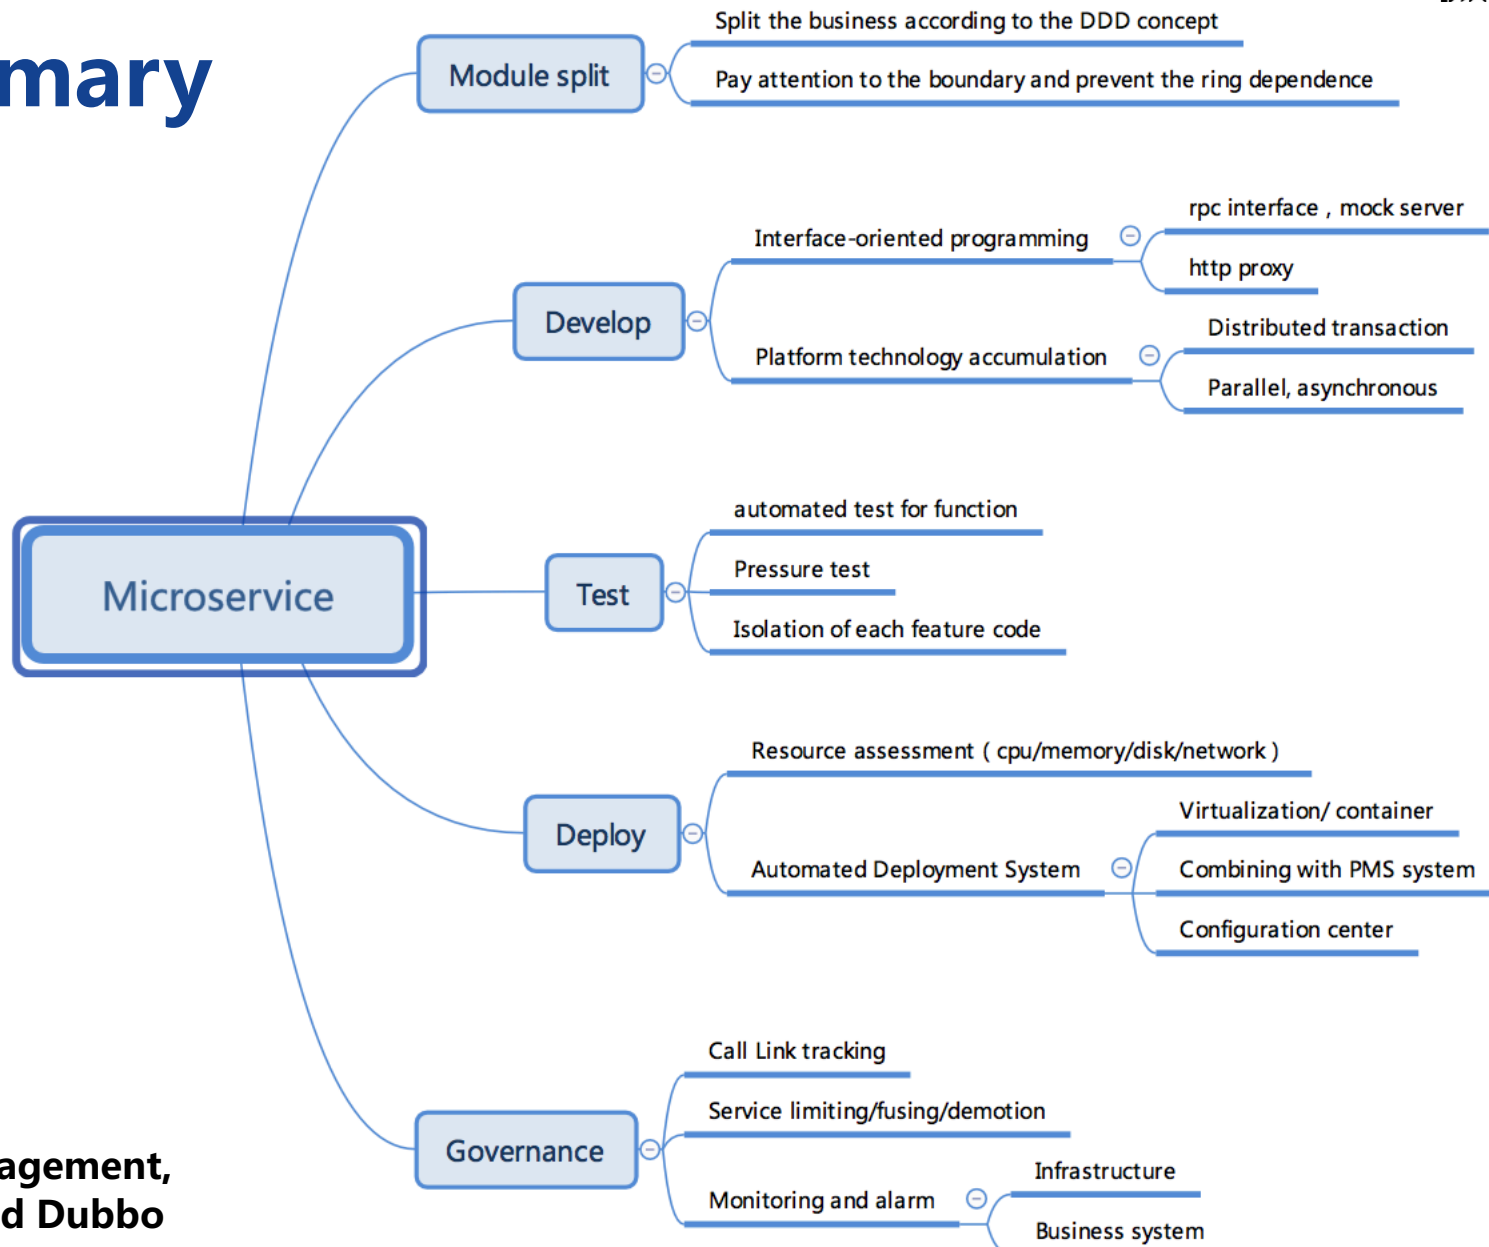 mary
Split the business according to the DDD concept
Module split
Pay attention to the boundary and prevent the ring dependence
rpc interface , mock server
Interface-oriented programming
http proxy
Develop
Distributed transaction
Platform technology accumulation
Parallel, asynchronous
automated test for function
Microservice
Test
Pressure test
Isolation of each feature code
Resource assessment ( cpu/memory/disk/network )
Virtualization/ container
Deploy
Automated Deployment System
Combining with PMS system
Configuration center
Call Link tracking
Service limiting/fusing/demotion
Governance
Infrastructure
Monitoring and alarm
Business system
agement,
d Dubbo